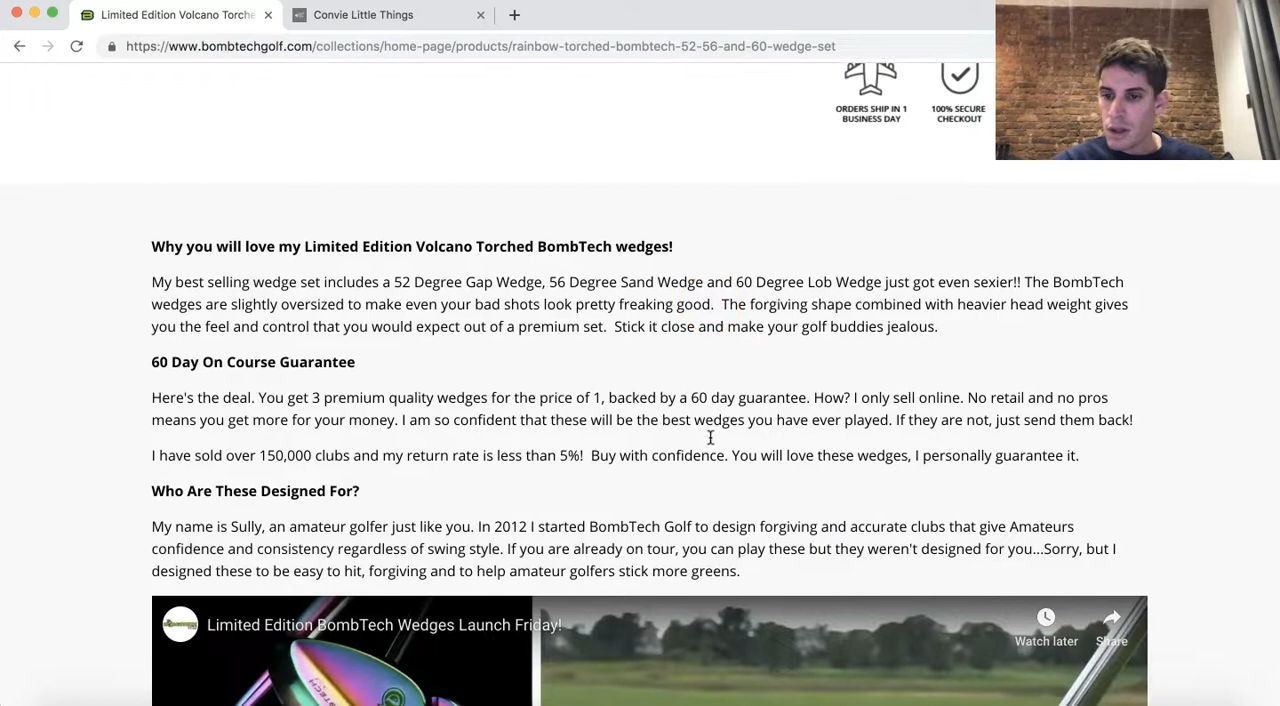 Limited Edition Volcano Torche
Convie Little Things
https://www.bombtechgolf.com/collections/home-page/products/rainbow-torched-bombtech-52-56-and-60-wedge-set
ORDERS SHIP IN 1
BUSINESS DAY
100% SECURE
CHECKOUT
Why you will love my Limited Edition Volcano Torched BombTech wedges!
My best selling wedge set includes a 52 Degree Gap Wedge, 56 Degree Sand Wedge and 60 Degree Lob Wedge just got even sexier!! The BombTech
wedges are slightly oversized to make even your bad shots look pretty freaking good.  The forgiving shape combined with heavier head weight gives
you the feel and control that you would expect out of a premium set.  Stick it close and make your golf buddies jealous.
60 Day On Course Guarantee
Here's the deal. You get 3 premium quality wedges for the price of 1, backed by a 60 day guarantee. How? I only sell online. No retail and no pros
means you get more for your money. I am so confident that these will be the best wedges you have ever played. If they are not, just send them back!
I have sold over 150,000 clubs and my return rate is less than 5%!  Buy with confidence. You will love these wedges, I personally guarantee it.
Who Are These Designed For?
My name is Sully, an amateur golfer just like you. In 2012 I started BombTech Golf to design forgiving and accurate clubs that give Amateurs
confidence and consistency regardless of swing style. If you are already on tour, you can play these but they weren't designed for you...Sorry, but I
designed these to be easy to hit, forgiving and to help amateur golfers stick more greens.
Limited Edition BombTech Wedges Launch Friday!
Watch later
Share